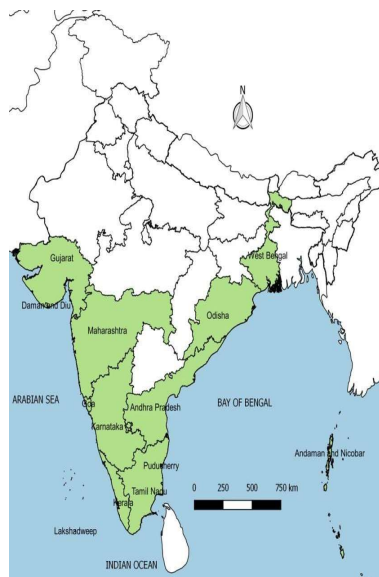 N
Gujarat
West Bengal
Daman and Diu
Odisha
Maharashtra
ARABIAN SEA
Goa
Andhra Pradesh
BAY OF BENGAL
Karnataka
Andaman and Nicobar
Puducherry
Tamil Nadu
0 250 500 750 km
Kerala
Lakshadweep
INDIAN OCEAN